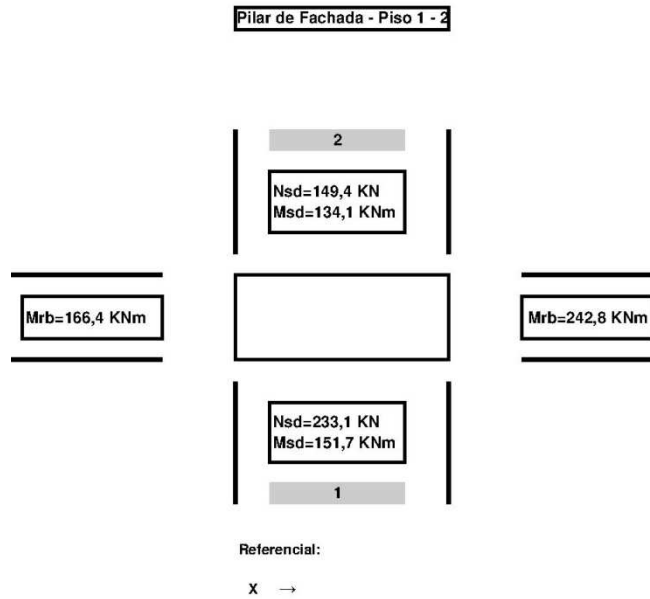 Pilar de Fachada - Piso 1 - 2
2
Nsd=149,4 KN
Msd=134,1 KNm
Mrb=166,4 KNm
Mrb=242,8 KNm
Nsd=233,1 KN
Msd=151,7 KNm
1
Referencial:
X →